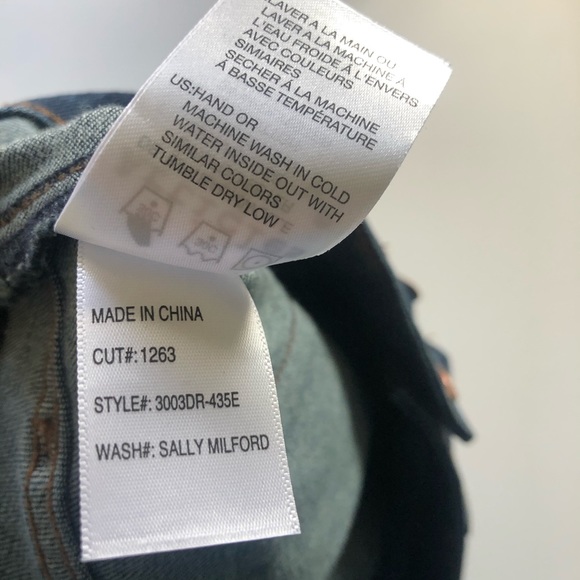 LAVER A LA MAIN OU
LAVER A LA MACHINE À
L'EAU FROIDE A L'ENVERS
AVEC COULEURS
SIMIAIRES
SECHER A LA MACHINE
A BASSE TEMPÉRATURE
US:HAND OR
MACHINE WASH IN COLD
WATER INSIDE OUT WITH
SIMILAR COLORS
TUMBLE DRY LOW
MADE IN CHINA
CUT#: 1263
STYLE#: 3003DR-435E
WASH#: SALLY MILFORD